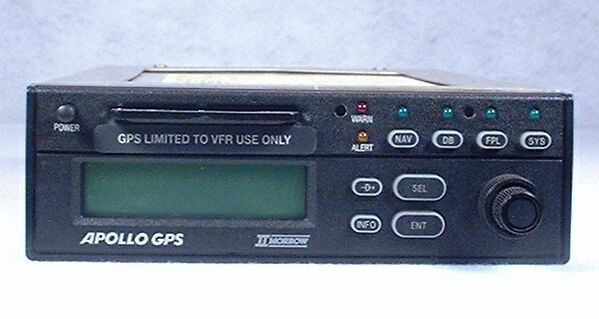 POWER
GPS LIMITED TO VFR USE ONLY
WARN
ALERT
NAV
DB
FPL
SYS
-D→
SEL
INFO
ENT
APOLLO GPS
II MORROW